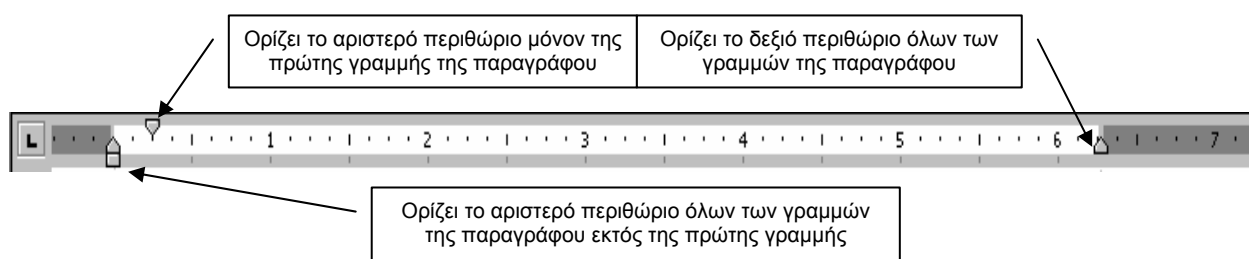 Ορίζει το αριστερό περιθώριο μόνον της
πρώτης γραμμής της παραγράφου
Ορίζει το δεξιό περιθώριο όλων των
γραμμών της παραγράφου
L 1 2 3 4 5 6 7
Ορίζει το αριστερό περιθώριο όλων των γραμμών
της παραγράφου εκτός της πρώτης γραμμής